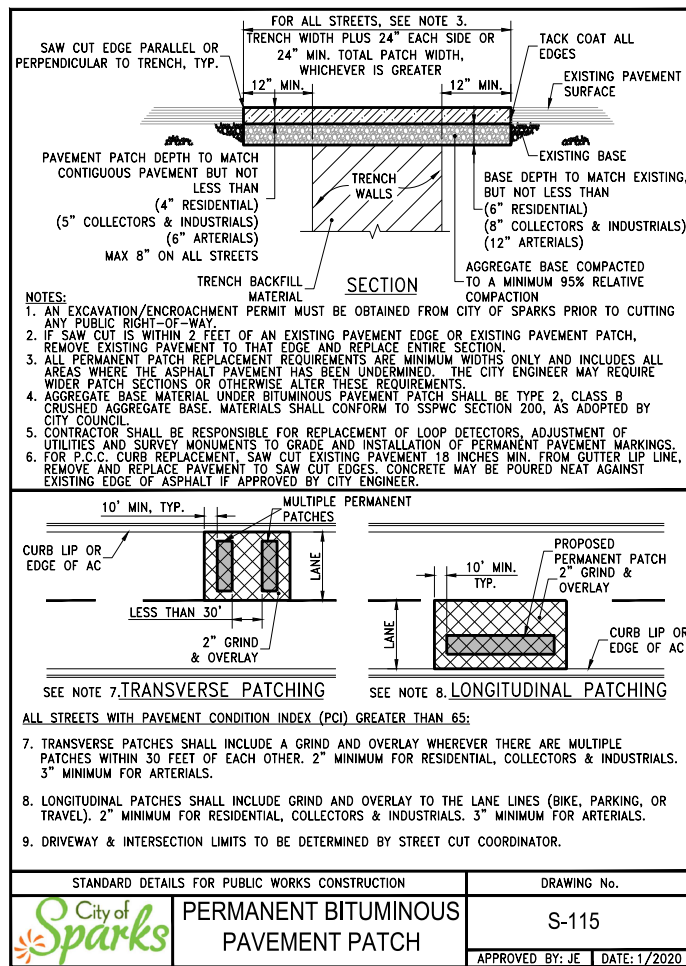 FOR ALL STREETS, SEE NOTE 3.
TRENCH WIDTH PLUS 24" EACH SIDE OR
24" MIN. TOTAL PATCH WIDTH,
WHICHEVER IS GREATER
SAW CUT EDGE PARALLEL OR
PERPENDICULAR TO TRENCH, TYP.
TACK COAT ALL
EDGES
12" MIN.
12" MIN.
EXISTING PAVEMENT
SURFACE
EXISTING BASE
PAVEMENT PATCH DEPTH TO MATCH
CONTIGUOUS PAVEMENT BUT NOT
LESS THAN
(4" RESIDENTIAL)
(5" COLLECTORS & INDUSTRIALS)
(6" ARTERIALS)
MAX 8" ON ALL STREETS
TRENCH
WALLS
BASE DEPTH TO MATCH EXISTING,
BUT NOT LESS THAN
(6" RESIDENTIAL)
(8" COLLECTORS & INDUSTRIALS)
(12" ARTERIALS)
TRENCH BACKFILL
MATERIAL
SECTION
AGGREGATE BASE COMPACTED
TO A MINIMUM 95% RELATIVE
COMPACTION
NOTES:
1. AN EXCAVATION/ENCROACHMENT PERMIT MUST BE OBTAINED FROM CITY OF SPARKS PRIOR TO CUTTING
ANY PUBLIC RIGHT-OF-WAY.
2. IF SAW CUT IS WITHIN 2 FEET OF AN EXISTING PAVEMENT EDGE OR EXISTING PAVEMENT PATCH,
REMOVE EXISTING PAVEMENT TO THAT EDGE AND REPLACE ENTIRE SECTION.
3. ALL PERMANENT PATCH REPLACEMENT REQUIREMENTS ARE MINIMUM WIDTHS ONLY AND INCLUDES ALL
AREAS WHERE THE ASPHALT PAVEMENT HAS BEEN UNDERMINED. THE CITY ENGINEER MAY REQUIRE
WIDER PATCH SECTIONS OR OTHERWISE ALTER THESE REQUIREMENTS.
4. AGGREGATE BASE MATERIAL UNDER BITUMINOUS PAVEMENT PATCH SHALL BE TYPE 2, CLASS B
CRUSHED AGGREGATE BASE. MATERIALS SHALL CONFORM TO SSPWC SECTION 200, AS ADOPTED BY
CITY COUNCIL.
5. CONTRACTOR SHALL BE RESPONSIBLE FOR REPLACEMENT OF LOOP DETECTORS, ADJUSTMENT OF
UTILITIES AND SURVEY MONUMENTS TO GRADE AND INSTALLATION OF PERMANENT PAVEMENT MARKINGS.
6. FOR P.C.C. CURB REPLACEMENT, SAW CUT EXISTING PAVEMENT 18 INCHES MIN. FROM GUTTER LIP LINE,
REMOVE AND REPLACE PAVEMENT TO SAW CUT EDGES. CONCRETE MAY BE POURED NEAT AGAINST
EXISTING EDGE OF ASPHALT IF APPROVED BY CITY ENGINEER.
10' MIN, TYP.
MULTIPLE PERMANENT
PATCHES
CURB LIP OR
EDGE OF AC
LANE
LESS THAN 30'
2" GRIND
& OVERLAY
SEE NOTE 7. TRANSVERSE PATCHING
10' MIN.
TYP.
PROPOSED
PERMANENT PATCH
2" GRIND &
OVERLAY
LANE
CURB LIP OR
EDGE OF AC
SEE NOTE 8. LONGITUDINAL PATCHING
ALL STREETS WITH PAVEMENT CONDITION INDEX (PCI) GREATER THAN 65:
7. TRANSVERSE PATCHES SHALL INCLUDE A GRIND AND OVERLAY WHEREVER THERE ARE MULTIPLE
PATCHES WITHIN 30 FEET OF EACH OTHER. 2" MINIMUM FOR RESIDENTIAL, COLLECTORS & INDUSTRIALS.
3" MINIMUM FOR ARTERIALS.
8. LONGITUDINAL PATCHES SHALL INCLUDE GRIND AND OVERLAY TO THE LANE LINES (BIKE, PARKING, OR
TRAVEL). 2" MINIMUM FOR RESIDENTIAL, COLLECTORS & INDUSTRIALS. 3" MINIMUM FOR ARTERIALS.
9. DRIVEWAY & INTERSECTION LIMITS TO BE DETERMINED BY STREET CUT COORDINATOR.
STANDARD DETAILS FOR PUBLIC WORKS CONSTRUCTION
DRAWING No.
City of
Sparks
PERMANENT BITUMINOUS
PAVEMENT PATCH
S-115
APPROVED BY: JE
DATE: 1/2020